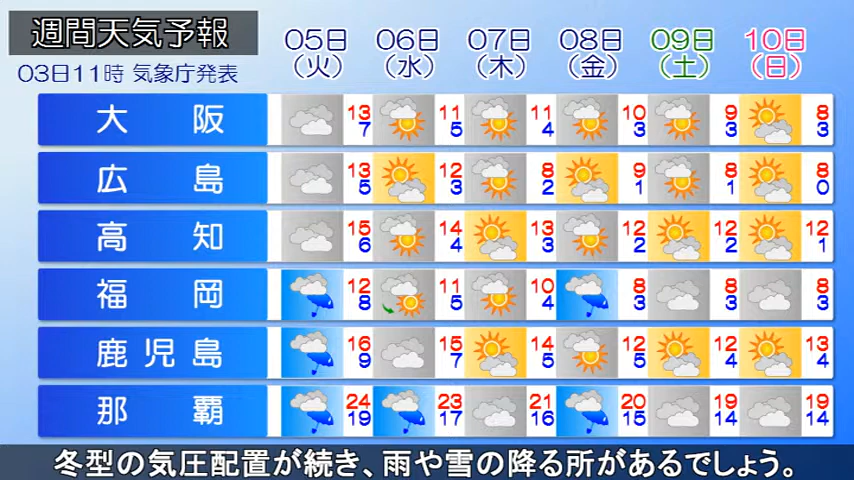 週間天気予報
03日11時 気象庁発表
05日 06日 07日 08日 09日 10日
(火) (水) (木) (金) (土) (日)
大阪 13 7 11 5 11 4 10 3 9 3 8 3
広島 13 5 12 3 8 2 9 1 8 1 8 0
高知 15 6 14 4 13 3 12 2 12 2 12 1
福岡 12 8 11 5 10 4 8 3 8 3 8 3
鹿児島 16 9 15 7 14 5 12 5 12 4 13 4
那覇 24 19 23 17 21 16 20 15 19 14 19 14
冬型の気圧配置が続き、雨や雪の降る所があるでしょう。